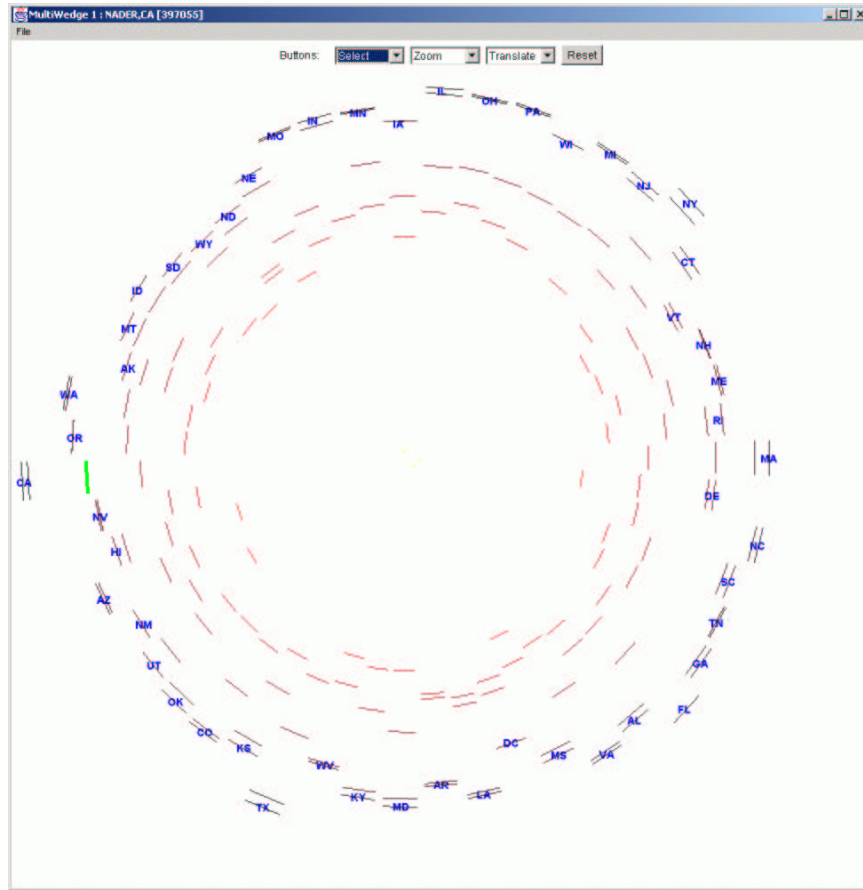 MultiWedge 1 : NADER,CA [397055]
File
Buttons: Select Zoom Translate Reset
IL
OH
PA
MN
IN
IA
MO
WI
MI
NE
NJ
NY
ND
WY
CT
SD
ID
VT
MT
NH
AK
ME
WA
RI
OR
MA
CA
DE
NV
NC
HI
SC
AZ
TN
NM
GA
UT
OK
FL
AL
CO
DC
KS
MS
VA
WV
AR
LA
KY
MD
TX